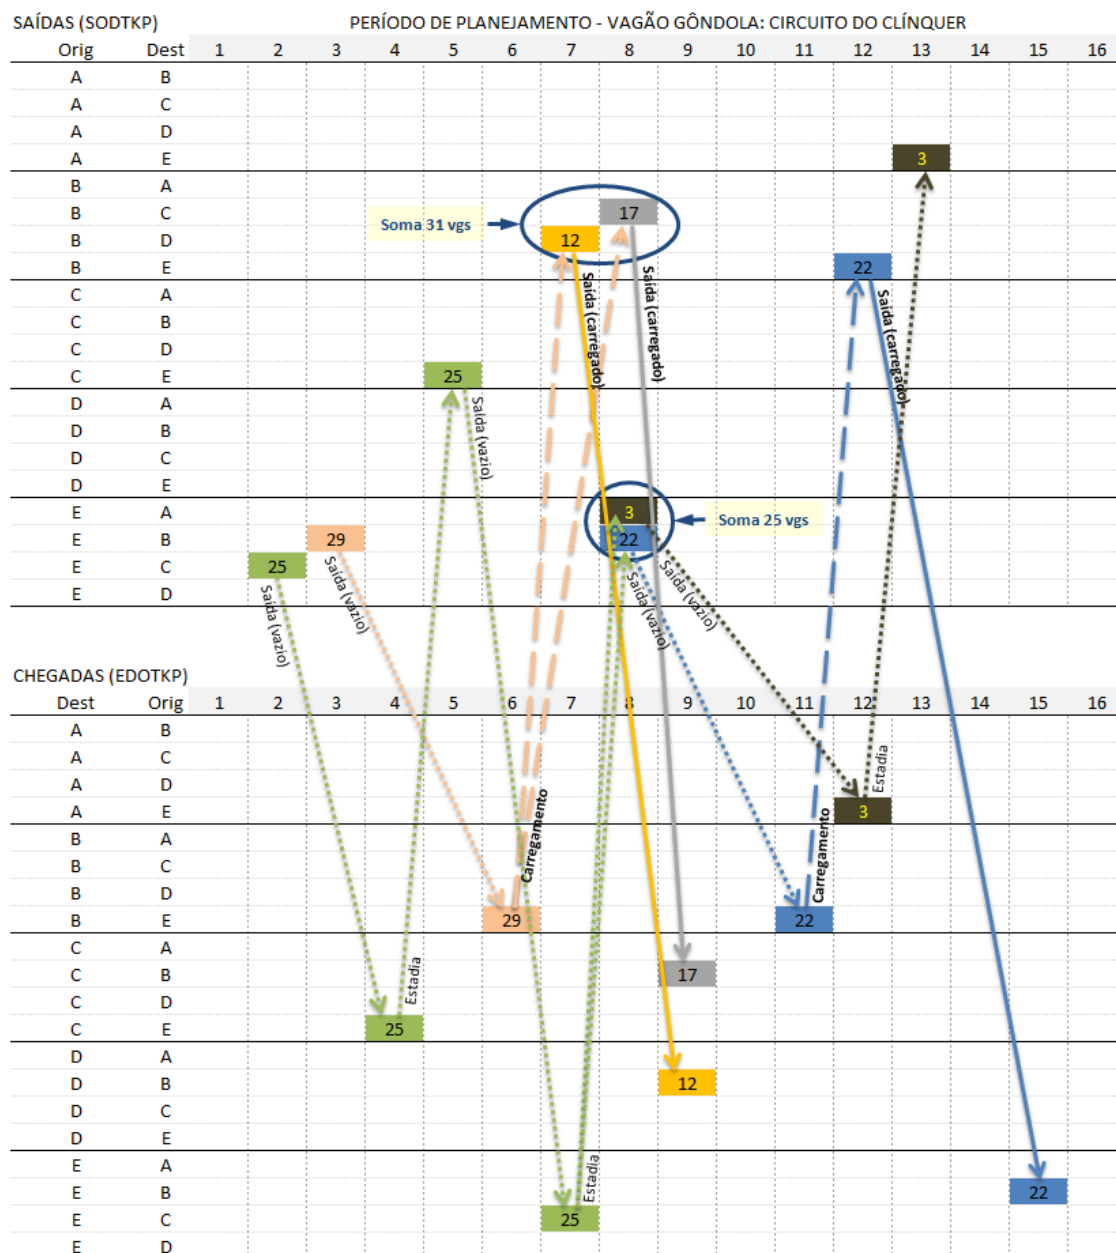 SAÍDAS (SODTKP) PERÍODO DE PLANEJAMENTO - VAGÃO GÔNDOLA: CIRCUITO DO CLÍNQUER
Orig Dest 1 2 3 4 5 6 7 8 9 10 11 12 13 14 15 16
A B
A C
A D
A E 3
B A
B C Soma 31 vgs 17
B D 12
B E 22
Saída (carregado)
Saída (carregado)
Saída (carregado)
C A
C B
C D
C E 25
Saída (vazio)
D A
D B
D C
D E
E A 3 Soma 25 vgs
E B 29 22
E C 25
E D
Saída (vazio)
Saída (vazio)
Saída (vazio)
Saída (vazio)
CHEGADAS (EDOTKP)
Dest Orig 1 2 3 4 5 6 7 8 9 10 11 12 13 14 15 16
A B
A C
A D
Estadia
A E 3
Carregamento
Carregamento
B A
B C
B D
B E 29 22
C A
C B 17
Estadia
C D
C E 25
D A
D B 12
D C
D E
E A
Estadia
E B 22
E C 25
E D